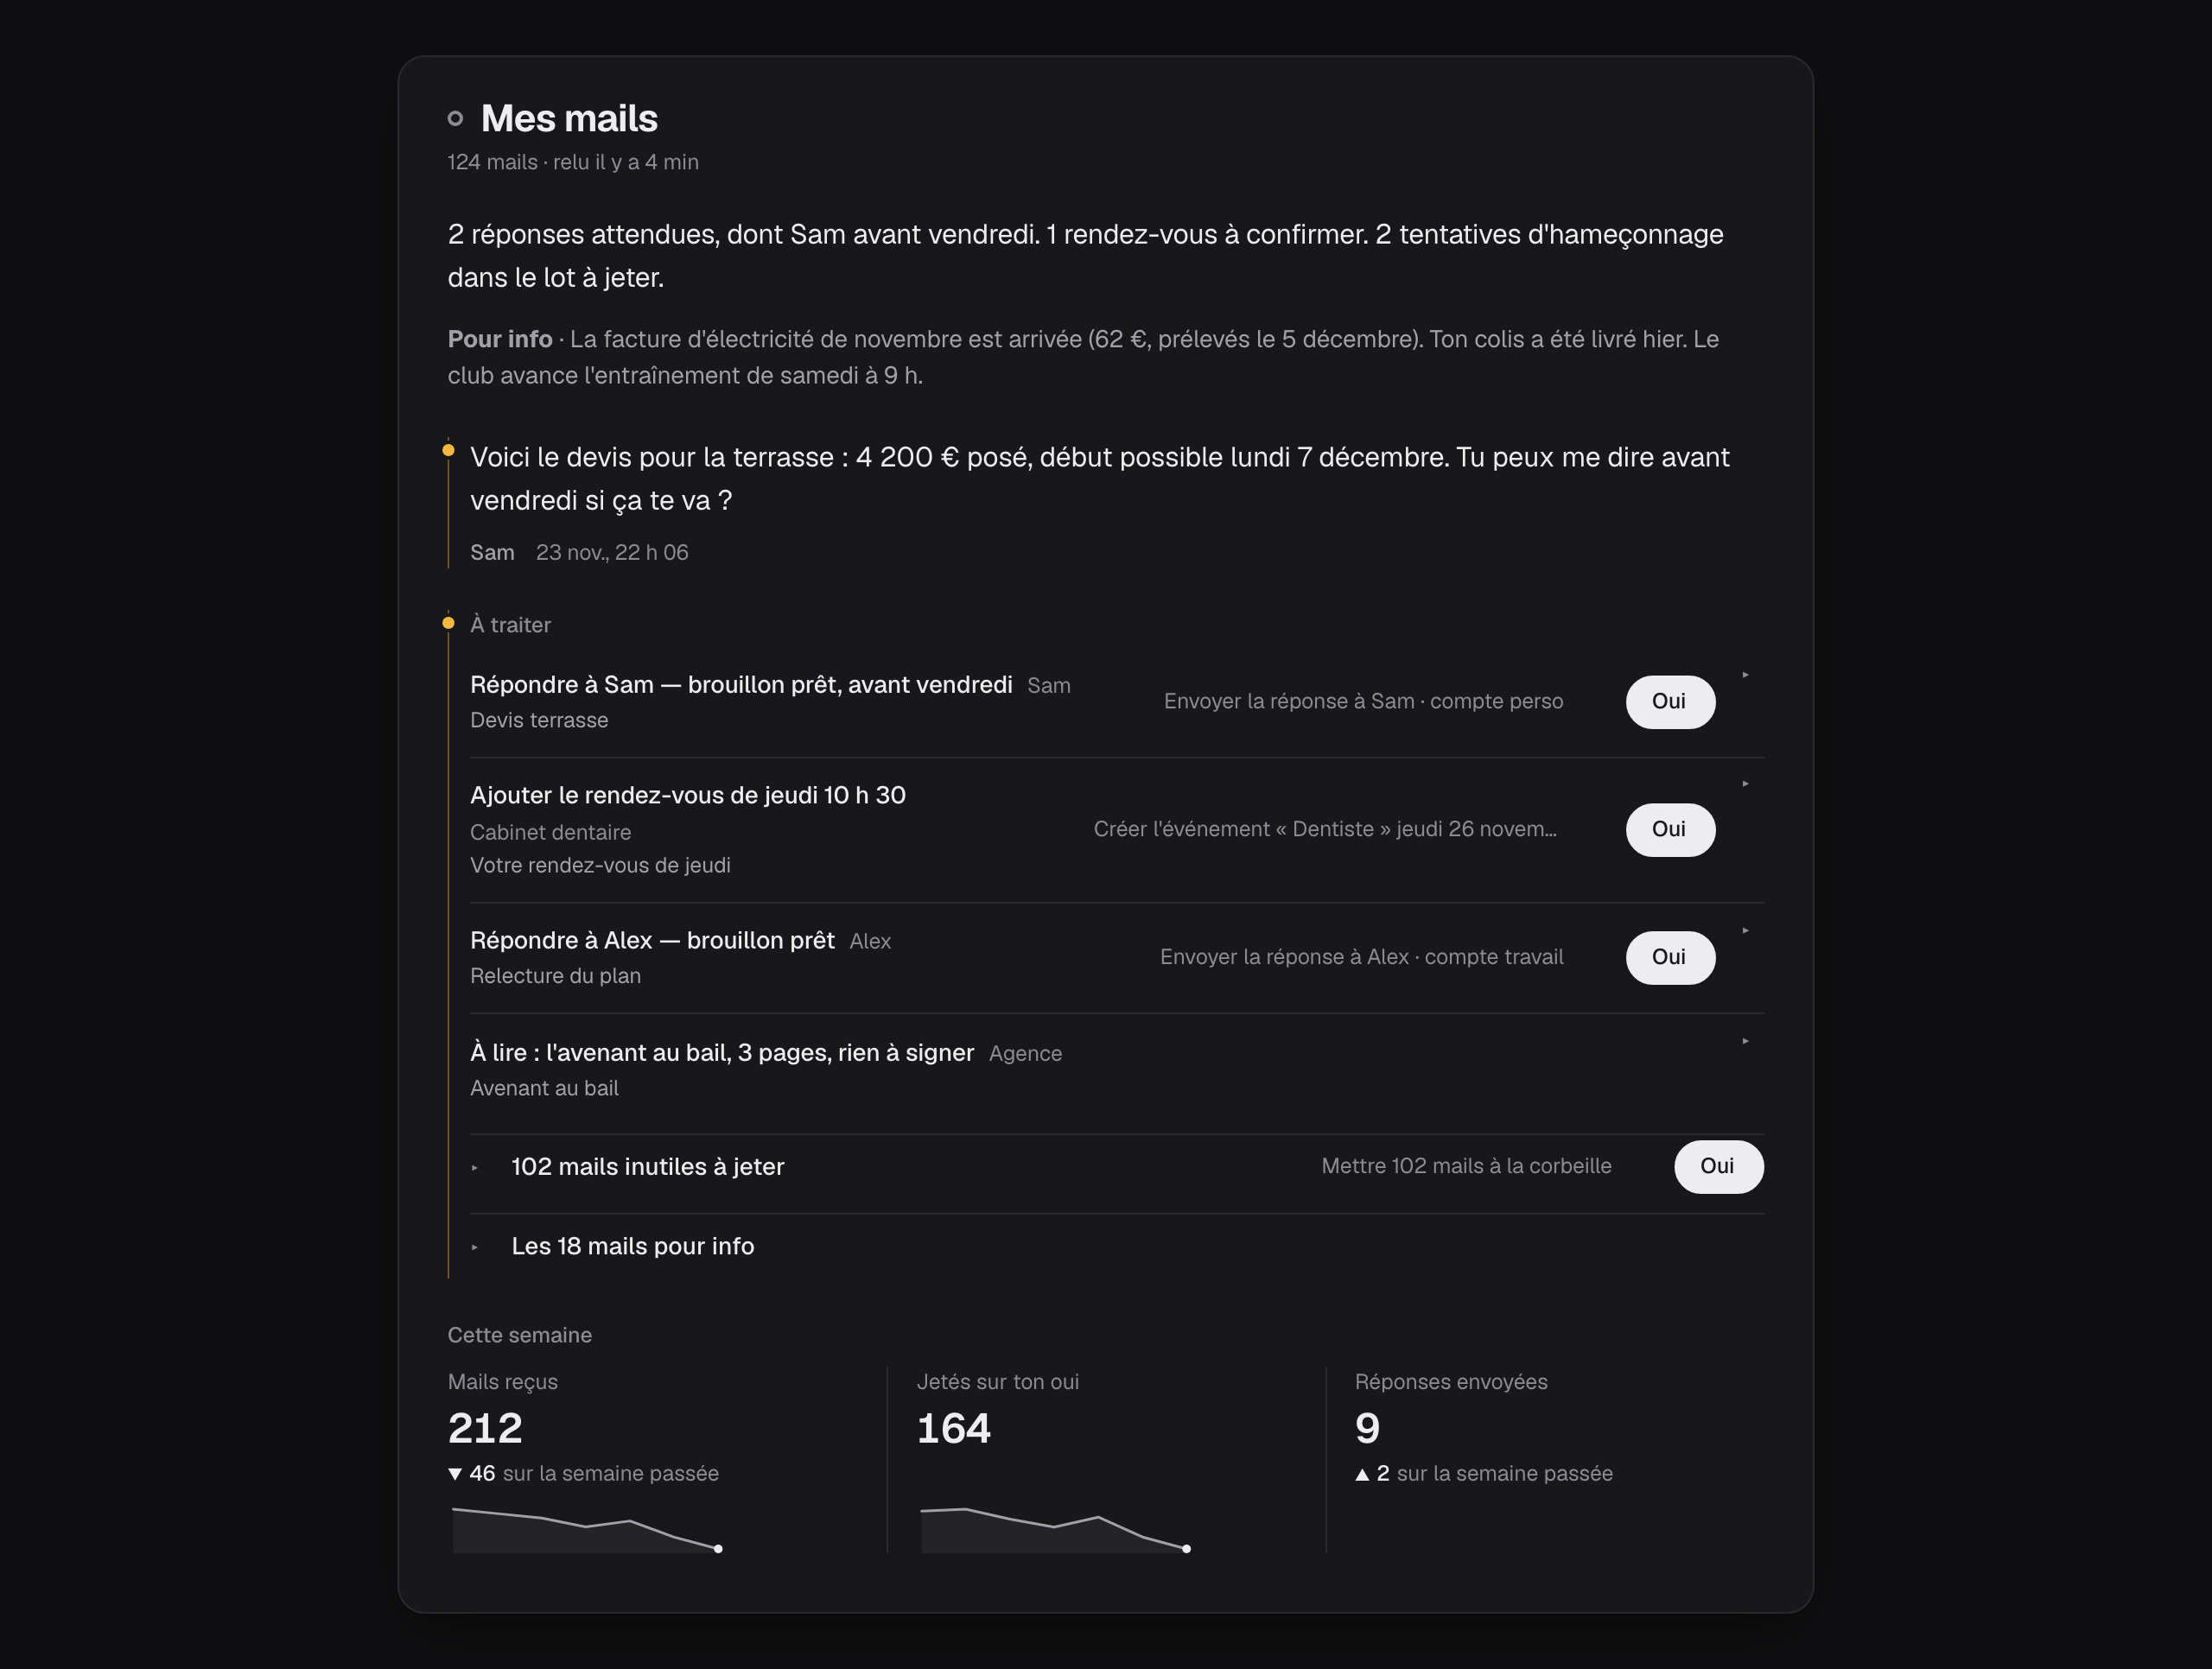 Mes mails
124 mails · relu il y a 4 min
2 réponses attendues, dont Sam avant vendredi. 1 rendez-vous à confirmer. 2 tentatives d'hameçonnage
dans le lot à jeter.
Pour info · La facture d'électricité de novembre est arrivée (62 €, prélevés le 5 décembre). Ton colis a été livré hier. Le
club avance l'entraînement de samedi à 9 h.
Voici le devis pour la terrasse : 4 200 € posé, début possible lundi 7 décembre. Tu peux me dire avant
vendredi si ça te va ?
Sam 23 nov., 22 h 06
À traiter
Répondre à Sam — brouillon prêt, avant vendredi Sam
Devis terrasse
Envoyer la réponse à Sam · compte perso
Oui
Ajouter le rendez-vous de jeudi 10 h 30
Cabinet dentaire
Votre rendez-vous de jeudi
Créer l'événement « Dentiste » jeudi 26 novem…
Oui
Répondre à Alex — brouillon prêt Alex
Relecture du plan
Envoyer la réponse à Alex · compte travail
Oui
À lire : l'avenant au bail, 3 pages, rien à signer Agence
Avenant au bail
102 mails inutiles à jeter
Mettre 102 mails à la corbeille
Oui
Les 18 mails pour info
Cette semaine
Mails reçus
212
▼ 46 sur la semaine passée
Jetés sur ton oui
164
Réponses envoyées
9
▲ 2 sur la semaine passée